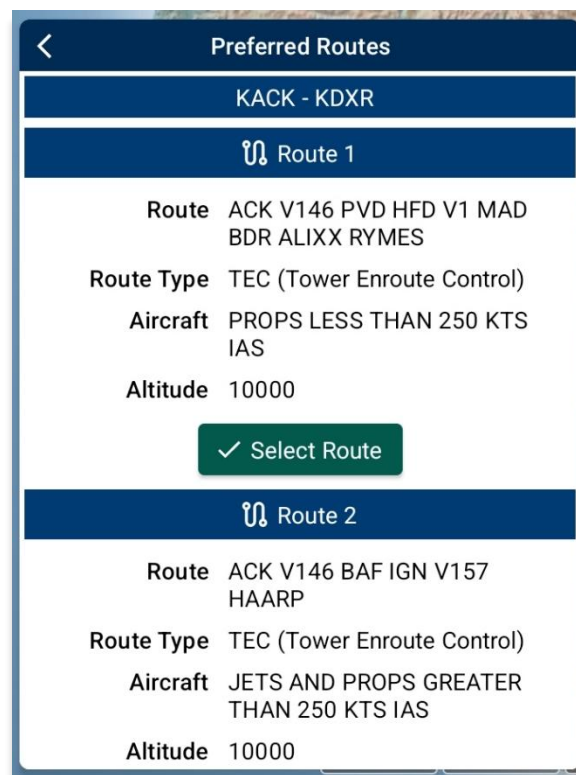 Preferred Routes
KACK - KDXR
Route 1
Route ACK V146 PVD HFD V1 MAD
BDR ALIXX RYMES
Route Type TEC (Tower Enroute Control)
Aircraft PROPS LESS THAN 250 KTS
IAS
Altitude 10000
Select Route
Route 2
Route ACK V146 BAF IGN V157
HAARP
Route Type TEC (Tower Enroute Control)
Aircraft JETS AND PROPS GREATER
THAN 250 KTS IAS
Altitude 10000